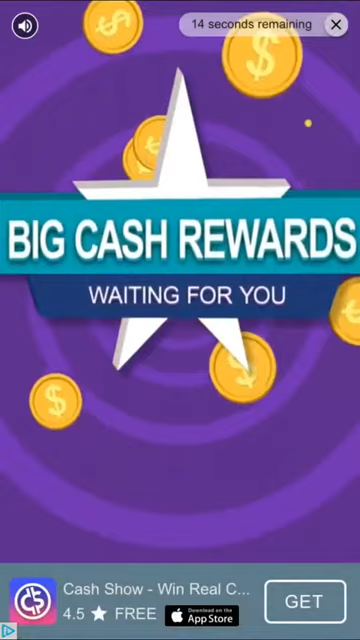 14 seconds remaining
BIG CASH REWARDS
WAITING FOR YOU
Cash Show - Win Real C...
4.5 ★ FREE
Download on the
App Store
GET